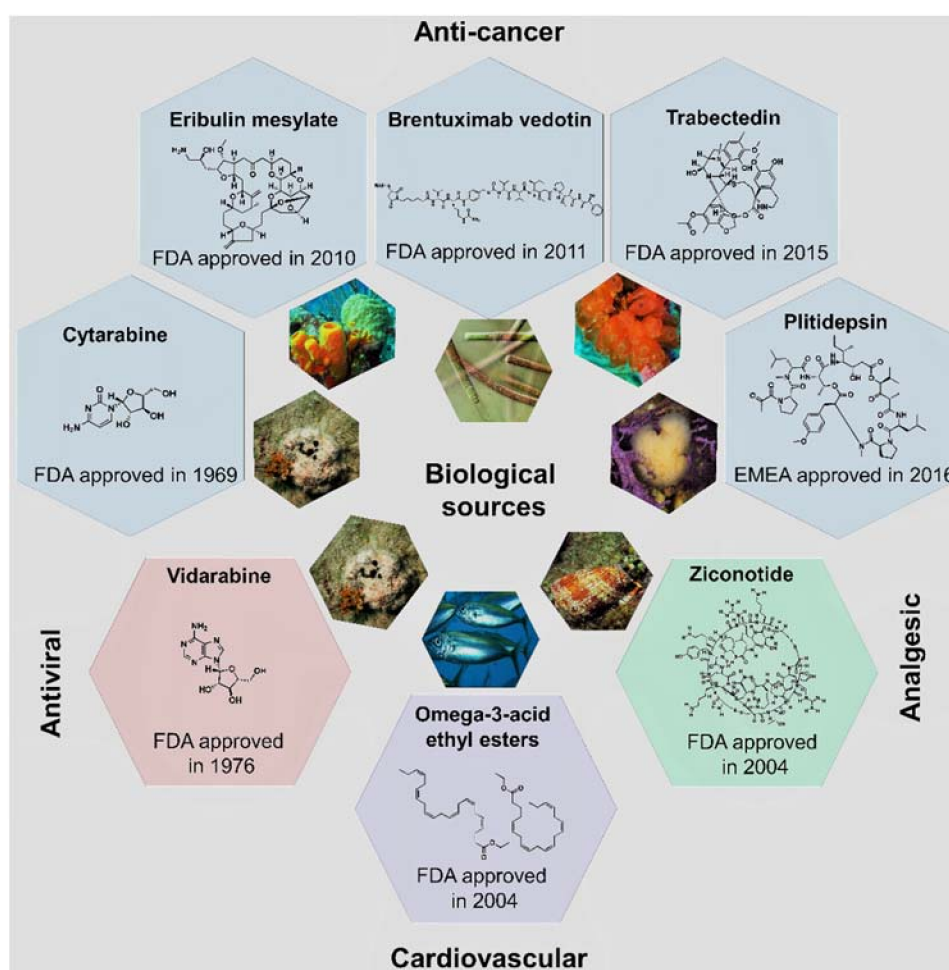 Anti-cancer
Eribulin mesylate
FDA approved in 2010
Brentuximab vedotin
FDA approved in 2011
Trabectedin
FDA approved in 2015
Cytarabine
FDA approved in 1969
Plitidepsin
EMEA approved in 2016
Biological
sources
Vidarabine
FDA approved
in 1976
Ziconotide
FDA approved
in 2004
Antiviral
Analgesic
Omega-3-acid
ethyl esters
FDA approved
in 2004
Cardiovascular